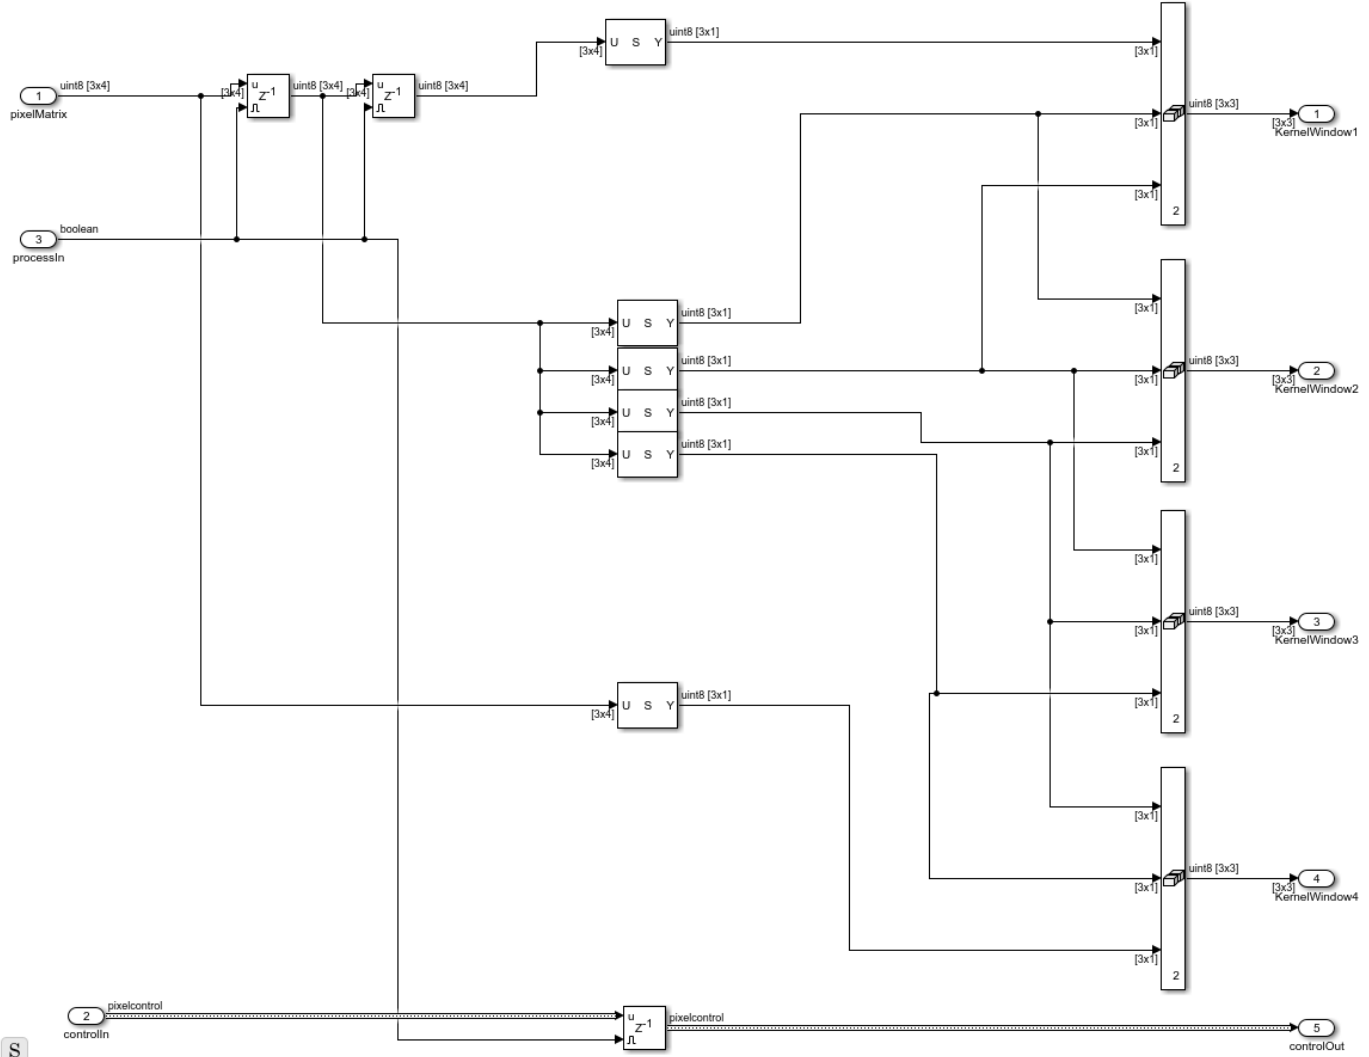 uint8 [3x1]
U S Y
[3x4]
[3x1]
uint8 [3x4]
1
pixelMatrix
[3x4]
u
Z-1
uint8 [3x4]
[3x4]
u
Z-1
uint8 [3x4]
[3x1]
uint8 [3x3]
[3x3]
1
KernelWindow1
[3x1]
2
boolean
3
processIn
uint8 [3x1]
U S Y
[3x4]
[3x1]
uint8 [3x1]
U S Y
[3x4]
[3x1]
uint8 [3x3]
[3x3]
2
KernelWindow2
uint8 [3x1]
U S Y
[3x4]
uint8 [3x1]
U S Y
[3x4]
[3x1]
2
[3x1]
[3x1]
uint8 [3x3]
[3x3]
3
KernelWindow3
uint8 [3x1]
U S Y
[3x4]
[3x1]
2
[3x1]
[3x1]
uint8 [3x3]
[3x3]
4
KernelWindow4
[3x1]
2
pixelcontrol
2
controlIn
u
Z-1
pixelcontrol
5
controlOut
S